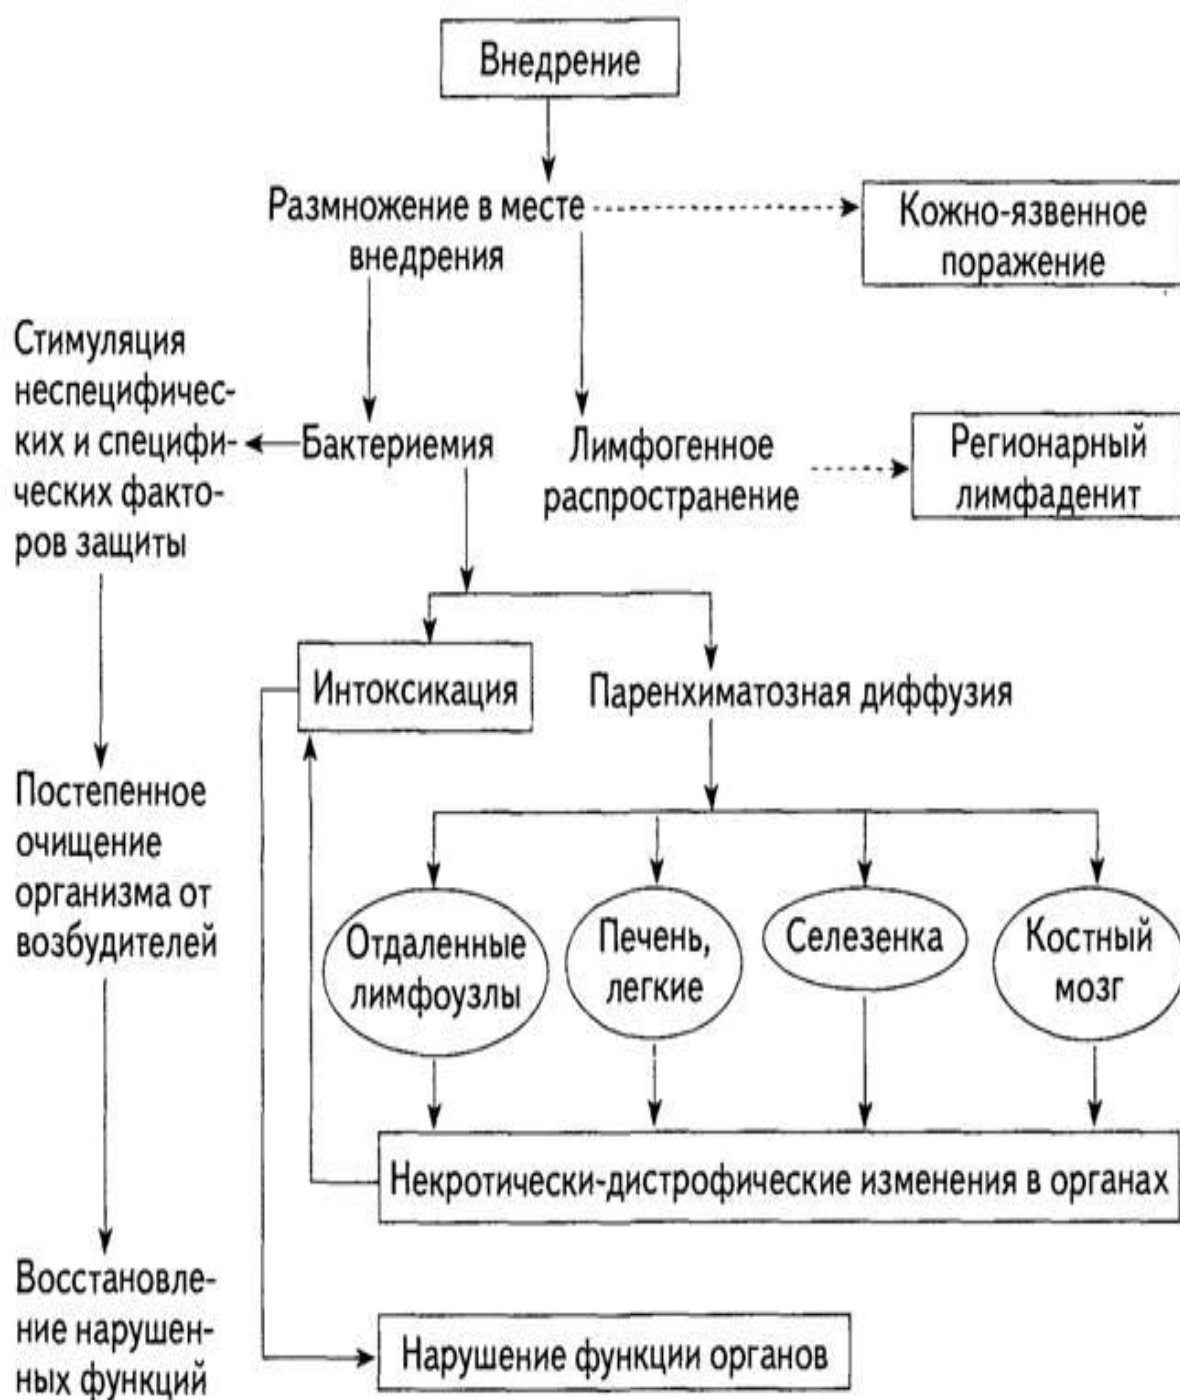 Внедрение
Размножение в месте
внедрения
Кожно-язвенное
поражение
Стимуляция
неспецифичес-
ких и специфи-
ческих факто-
ров защиты
Бактериемия
Лимфогенное
распространение
Регионарный
лимфаденит
Интоксикация
Паренхиматозная диффузия
Постепенное
очищение
организма от
возбудителей
Отдаленные
лимфоузлы
Печень,
легкие
Селезенка
Костный
мозг
Некротически-дистрофические изменения в органах
Восстановле-
ние нарушен-
ных функций
Нарушение функции органов